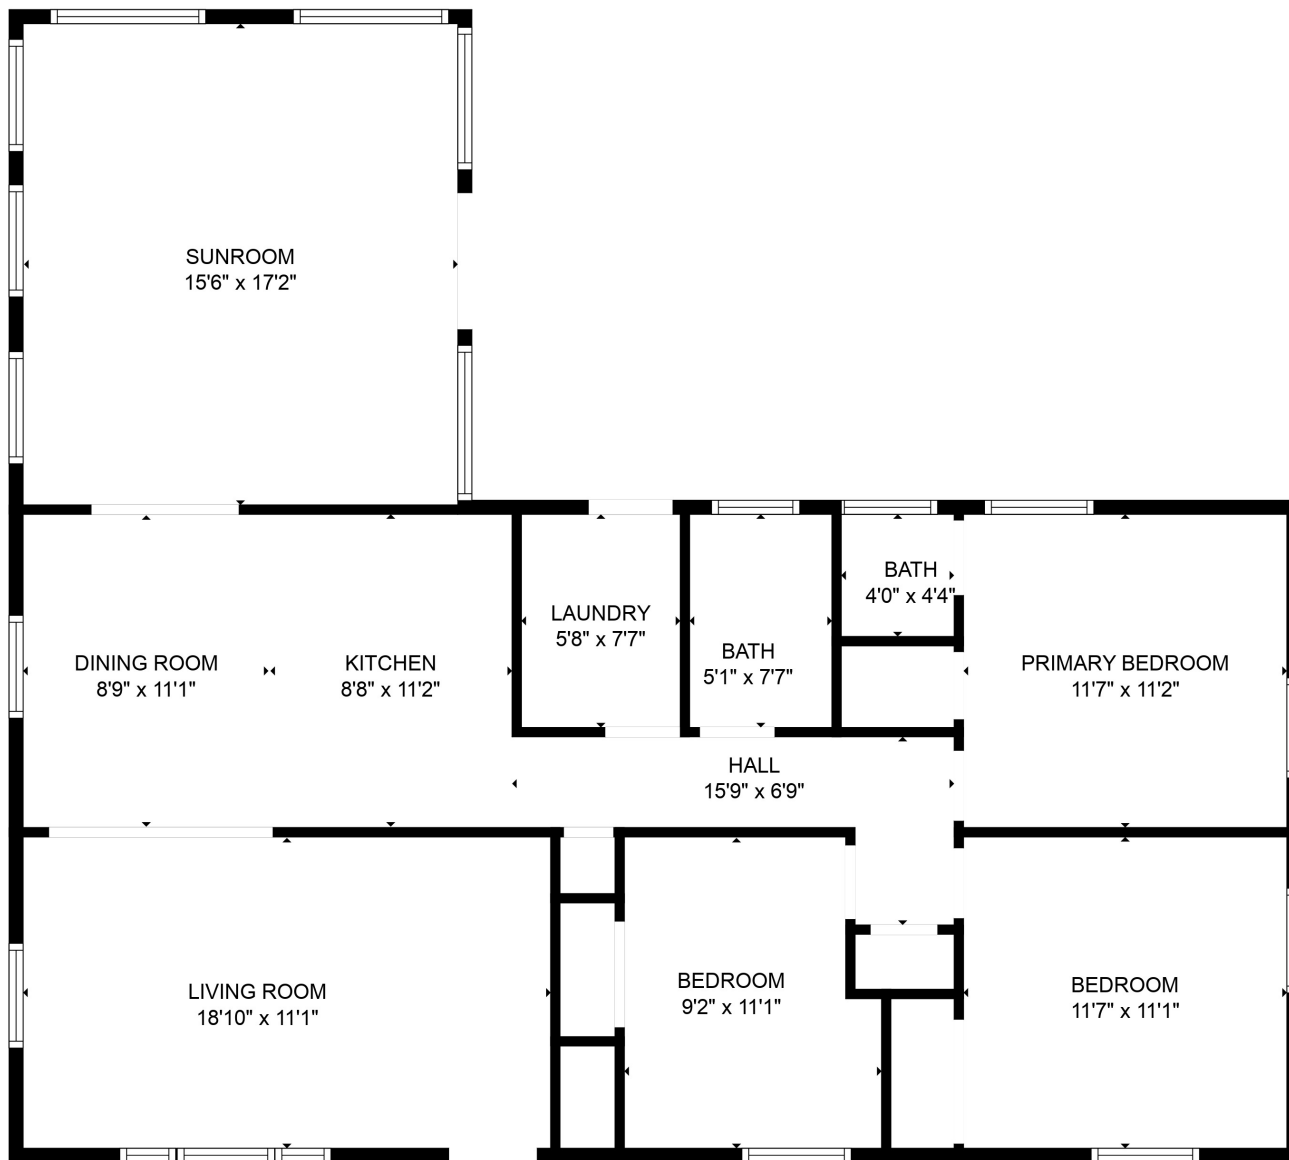 SUNROOM
15'6" x 17'2"
BATH
4'0" x 4'4"
LAUNDRY
5'8" x 7'7"
BATH
5'1" x 7'7"
DINING ROOM
8'9" x 11'1"
KITCHEN
8'8" x 11'2"
PRIMARY BEDROOM
11'7" x 11'2"
HALL
15'9" x 6'9"
LIVING ROOM
18'10" x 11'1"
BEDROOM
9'2" x 11'1"
BEDROOM
11'7" x 11'1"